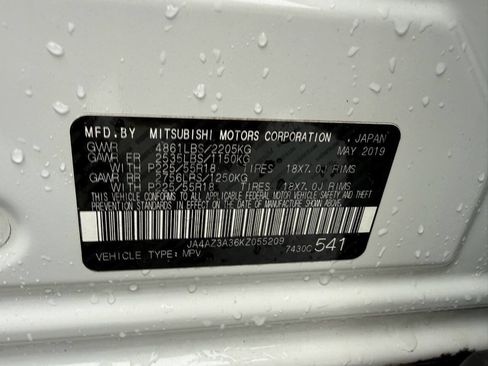 MFD.BY MITSUBISHI MOTORS CORPORATION , JAPAN
GVWR 4861LBS/2205KG MAY 2019
GAWR FR 2535LBS/1150KG
WITH P225/55R18 TIRES 18X7.0J RIMS
GAWR RR 2756LBS/1250KG
WITH P225/55R18 TIRES 18X7.0J RIMS
THIS VEHICLE CONFORMS TO ALL APPLICABLE FEDERAL MOTOR VEHICLE SAFETY, BUMPER AND THEFT PREVENTION STANDARDS IN EFFECT ON THE DATE OF MANUFACTURE SHOWN ABOVE.
JA4AZ3A36KZ055209 7430C 541
VEHICLE TYPE: MPV